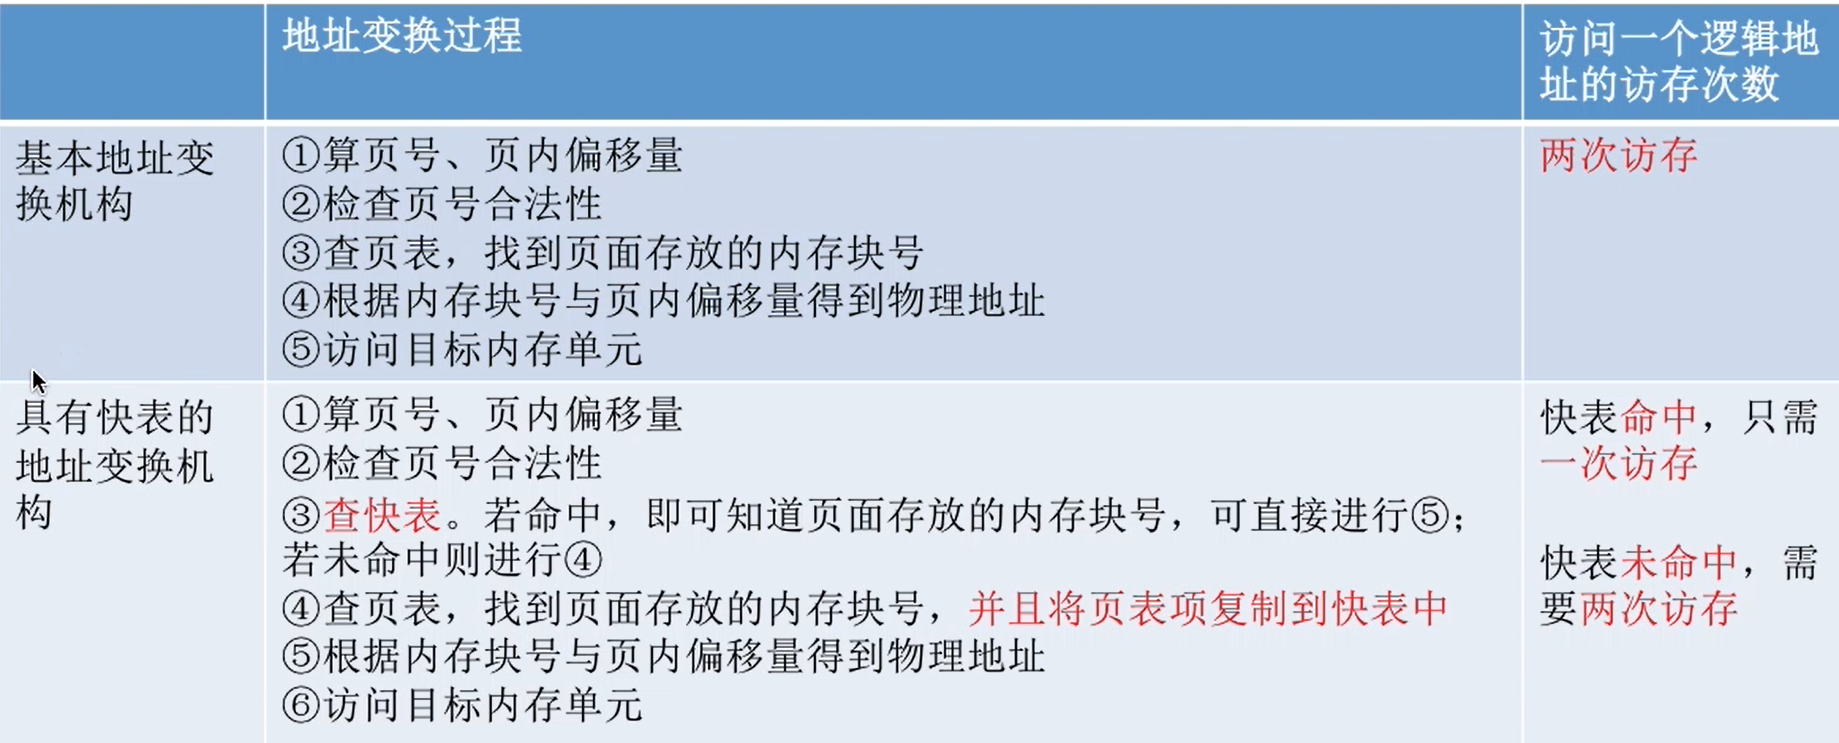 地址变换过程
访问一个逻辑地
址的访存次数
基本地址变
换机构
①算页号、页内偏移量
②检查页号合法性
③查页表，找到页面存放的内存块号
④根据内存块号与页内偏移量得到物理地址
⑤访问目标内存单元
两次访存
具有快表的
地址变换机
构
①算页号、页内偏移量
②检查页号合法性
③查快表。若命中，即可知道页面存放的内存块号，可直接进行⑤；
若未命中则进行④
④查页表，找到页面存放的内存块号，并且将页表项复制到快表中
⑤根据内存块号与页内偏移量得到物理地址
⑥访问目标内存单元
快表命中，只需
一次访存
快表未命中，需
要两次访存